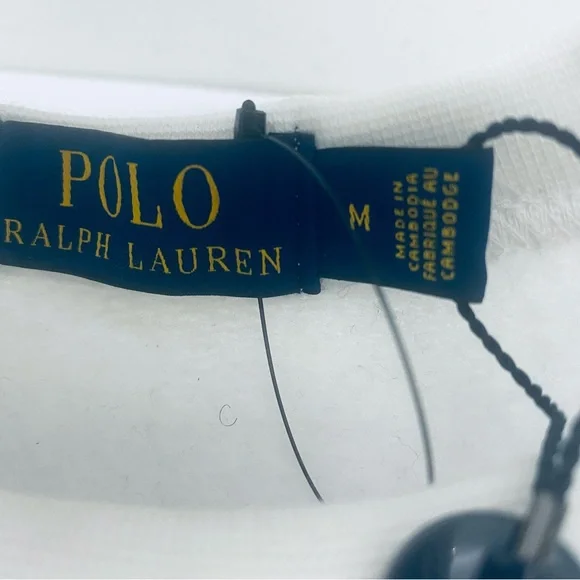 POLO
RALPH LAUREN
M
MADE IN
CAMBODIA
FABRIQUÉ AU
CAMBODGE